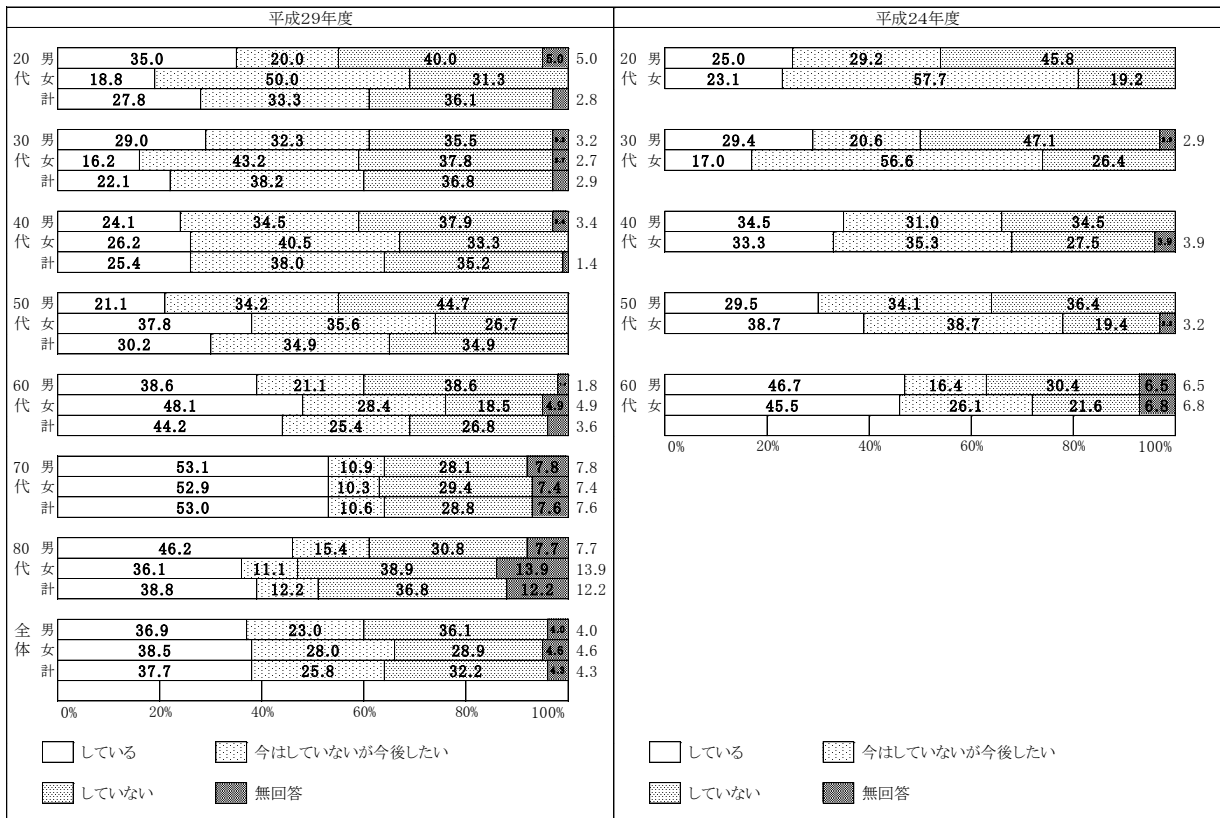 平成29年度
20 男 35.0 20.0 40.0 5.0 5.0
代 女 18.8 50.0 31.3
計 27.8 33.3 36.1 2.8
30 男 29.0 32.3 35.5 3.2
代 女 16.2 43.2 37.8 2.7
計 22.1 38.2 36.8 2.9
40 男 24.1 34.5 37.9 3.4
代 女 26.2 40.5 33.3
計 25.4 38.0 35.2 1.4
50 男 21.1 34.2 44.7
代 女 37.8 35.6 26.7
計 30.2 34.9 34.9
60 男 38.6 21.1 38.6 1.8
代 女 48.1 28.4 18.5 4.9 4.9
計 44.2 25.4 26.8 3.6
70 男 53.1 10.9 28.1 7.8 7.8
代 女 52.9 10.3 29.4 7.4 7.4
計 53.0 10.6 28.8 7.6 7.6
80 男 46.2 15.4 30.8 7.7 7.7
代 女 36.1 11.1 38.9 13.9 13.9
計 38.8 12.2 36.8 12.2 12.2
全 男 36.9 23.0 36.1 4.0 4.0
体 女 38.5 28.0 28.9 4.6 4.6
計 37.7 25.8 32.2 4.3 4.3
0% 20% 40% 60% 80% 100%
している 今はしていないが今後したい
していない 無回答
平成24年度
20 男 25.0 29.2 45.8
代 女 23.1 57.7 19.2
30 男 29.4 20.6 47.1 2.9
代 女 17.0 56.6 26.4
40 男 34.5 31.0 34.5
代 女 33.3 35.3 27.5 3.9 3.9
50 男 29.5 34.1 36.4
代 女 38.7 38.7 19.4 3.2
60 男 46.7 16.4 30.4 6.5 6.5
代 女 45.5 26.1 21.6 6.8 6.8
0% 20% 40% 60% 80% 100%
している 今はしていないが今後したい
していない 無回答